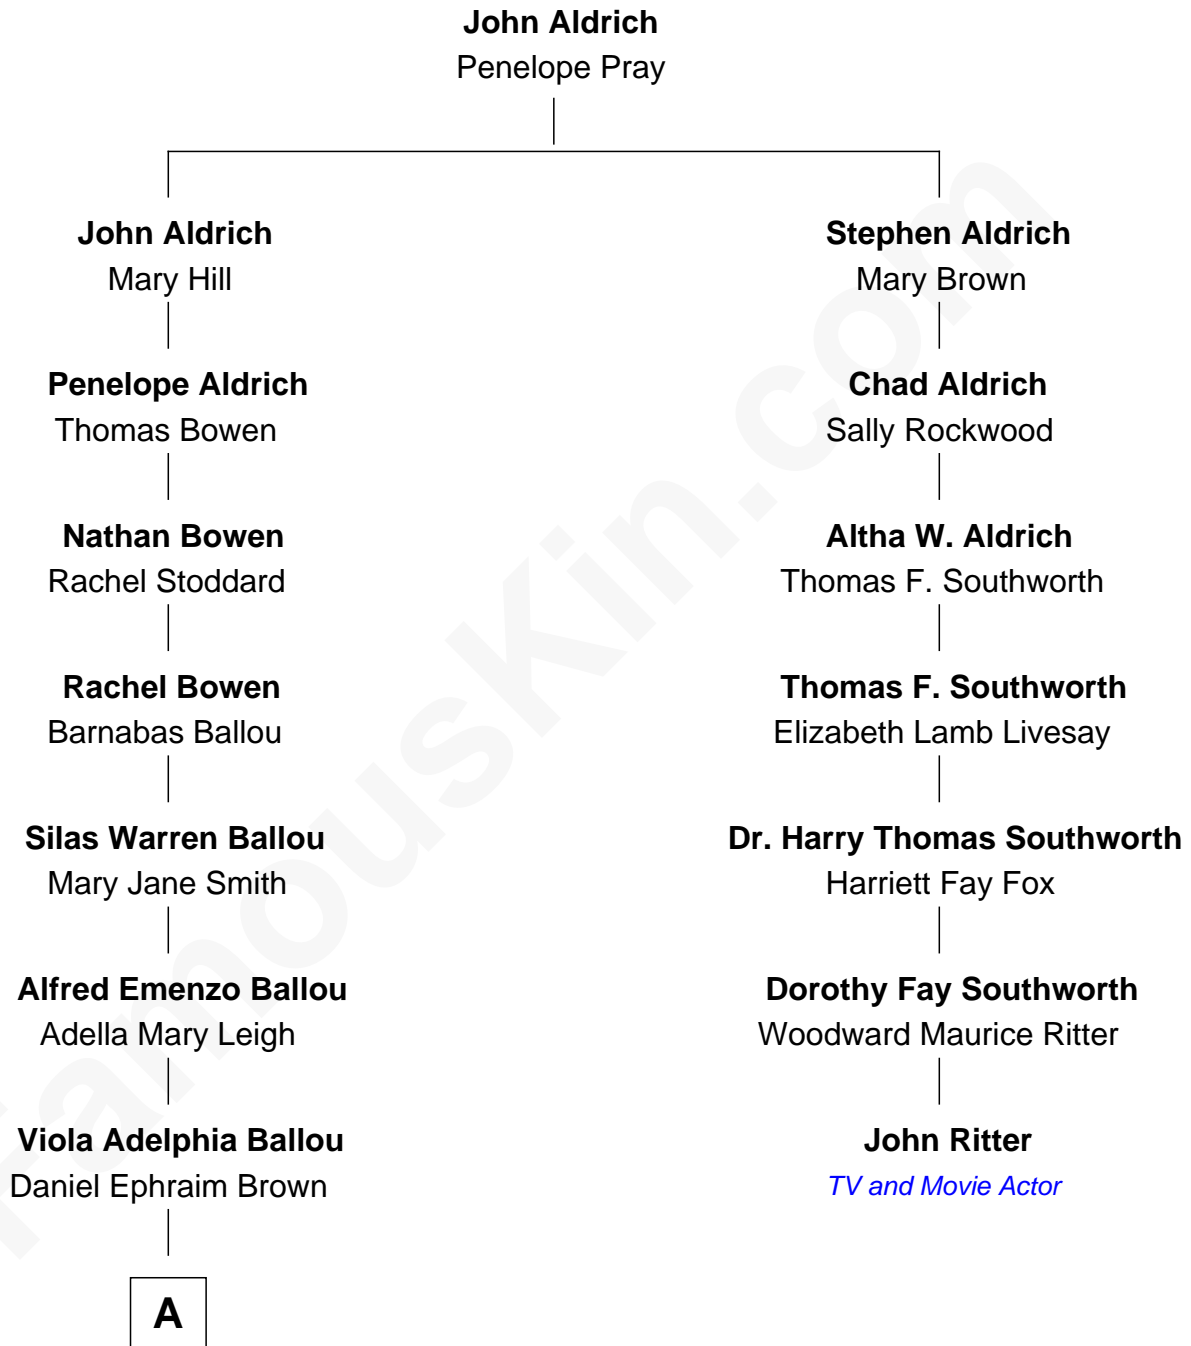 John Aldrich
Penelope Pray
John Aldrich
Mary Hill
Stephen Aldrich
Mary Brown
Penelope Aldrich
Thomas Bowen
Chad Aldrich
Sally Rockwood
Nathan Bowen
Rachel Stoddard
Altha W. Aldrich
Thomas F. Southworth
Rachel Bowen
Barnabas Ballou
Thomas F. Southworth
Elizabeth Lamb Livesay
Silas Warren Ballou
Mary Jane Smith
Dr. Harry Thomas Southworth
Harriett Fay Fox
Alfred Emenzo Ballou
Adella Mary Leigh
Dorothy Fay Southworth
Woodward Maurice Ritter
Viola Adelphia Ballou
Daniel Ephraim Brown
John Ritter
TV and Movie Actor
A
FamousKin.com